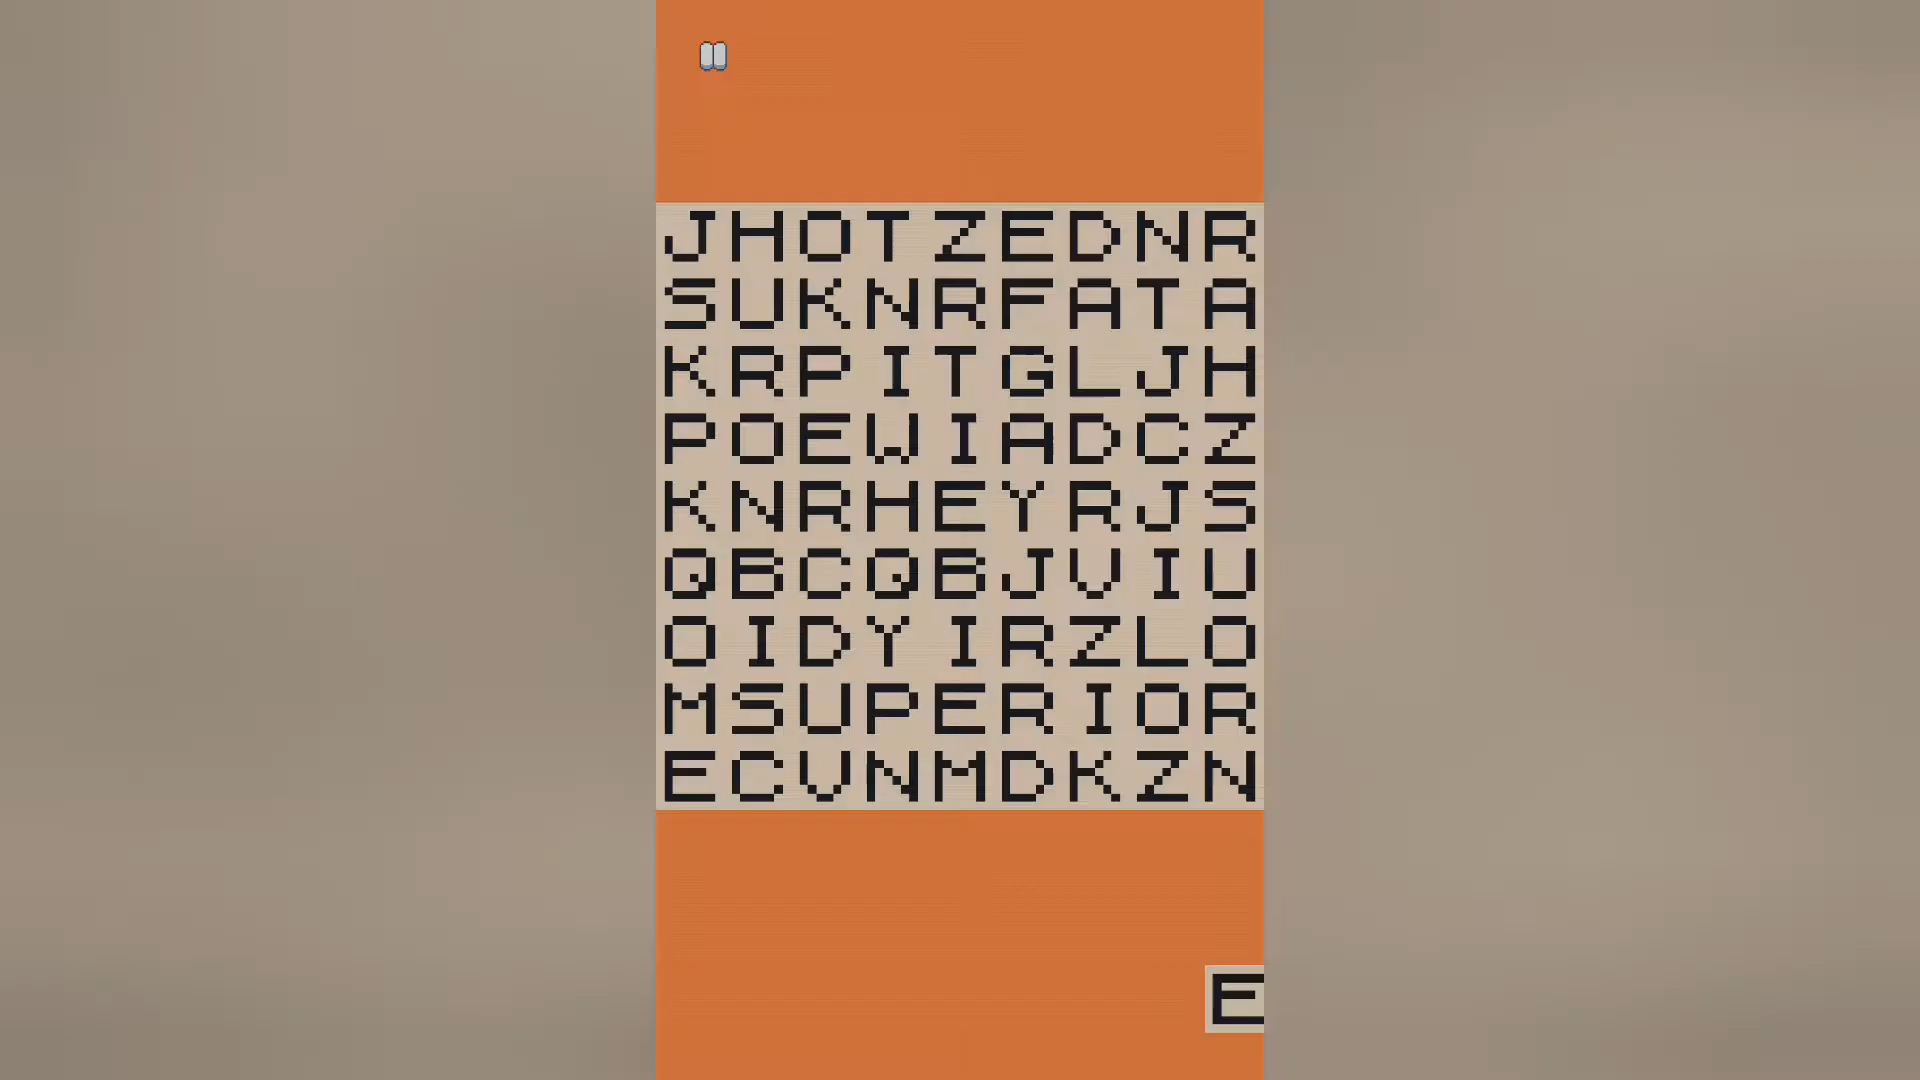 JHOTZEDNR
SUKNRFATA
KRPITGLJH
POEWIADCZ
KNRHEYRJS
QBCQBJVIU
OIDYIRZLO
MSUPERIOR
ECVNMDKZN
E